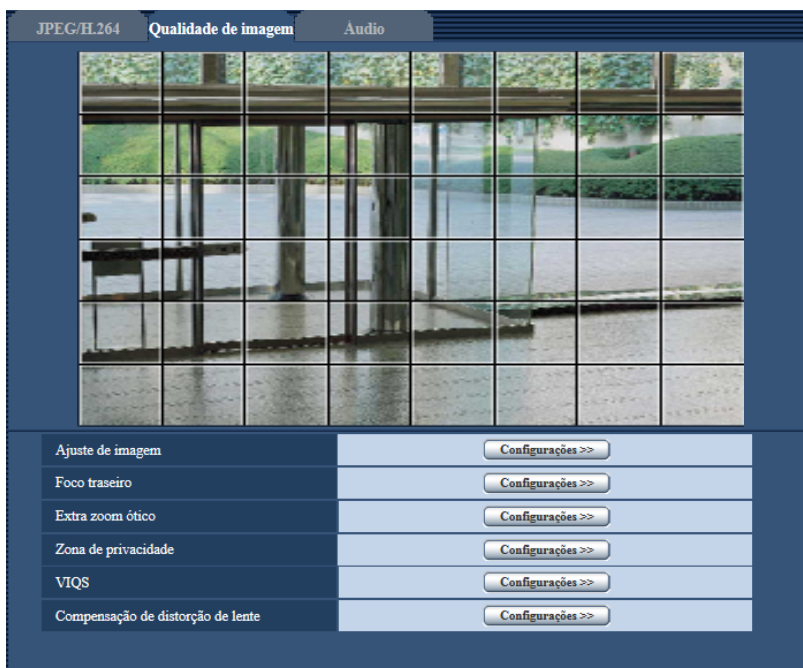 JPEG/H.264 Qualidade de imagem Áudio
Ajuste de imagem Configurações >>
Foco traseiro Configurações >>
Extra zoom ótico Configurações >>
Zona de privacidade Configurações >>
VIQS Configurações >>
Compensação de distorção de lente Configurações >>